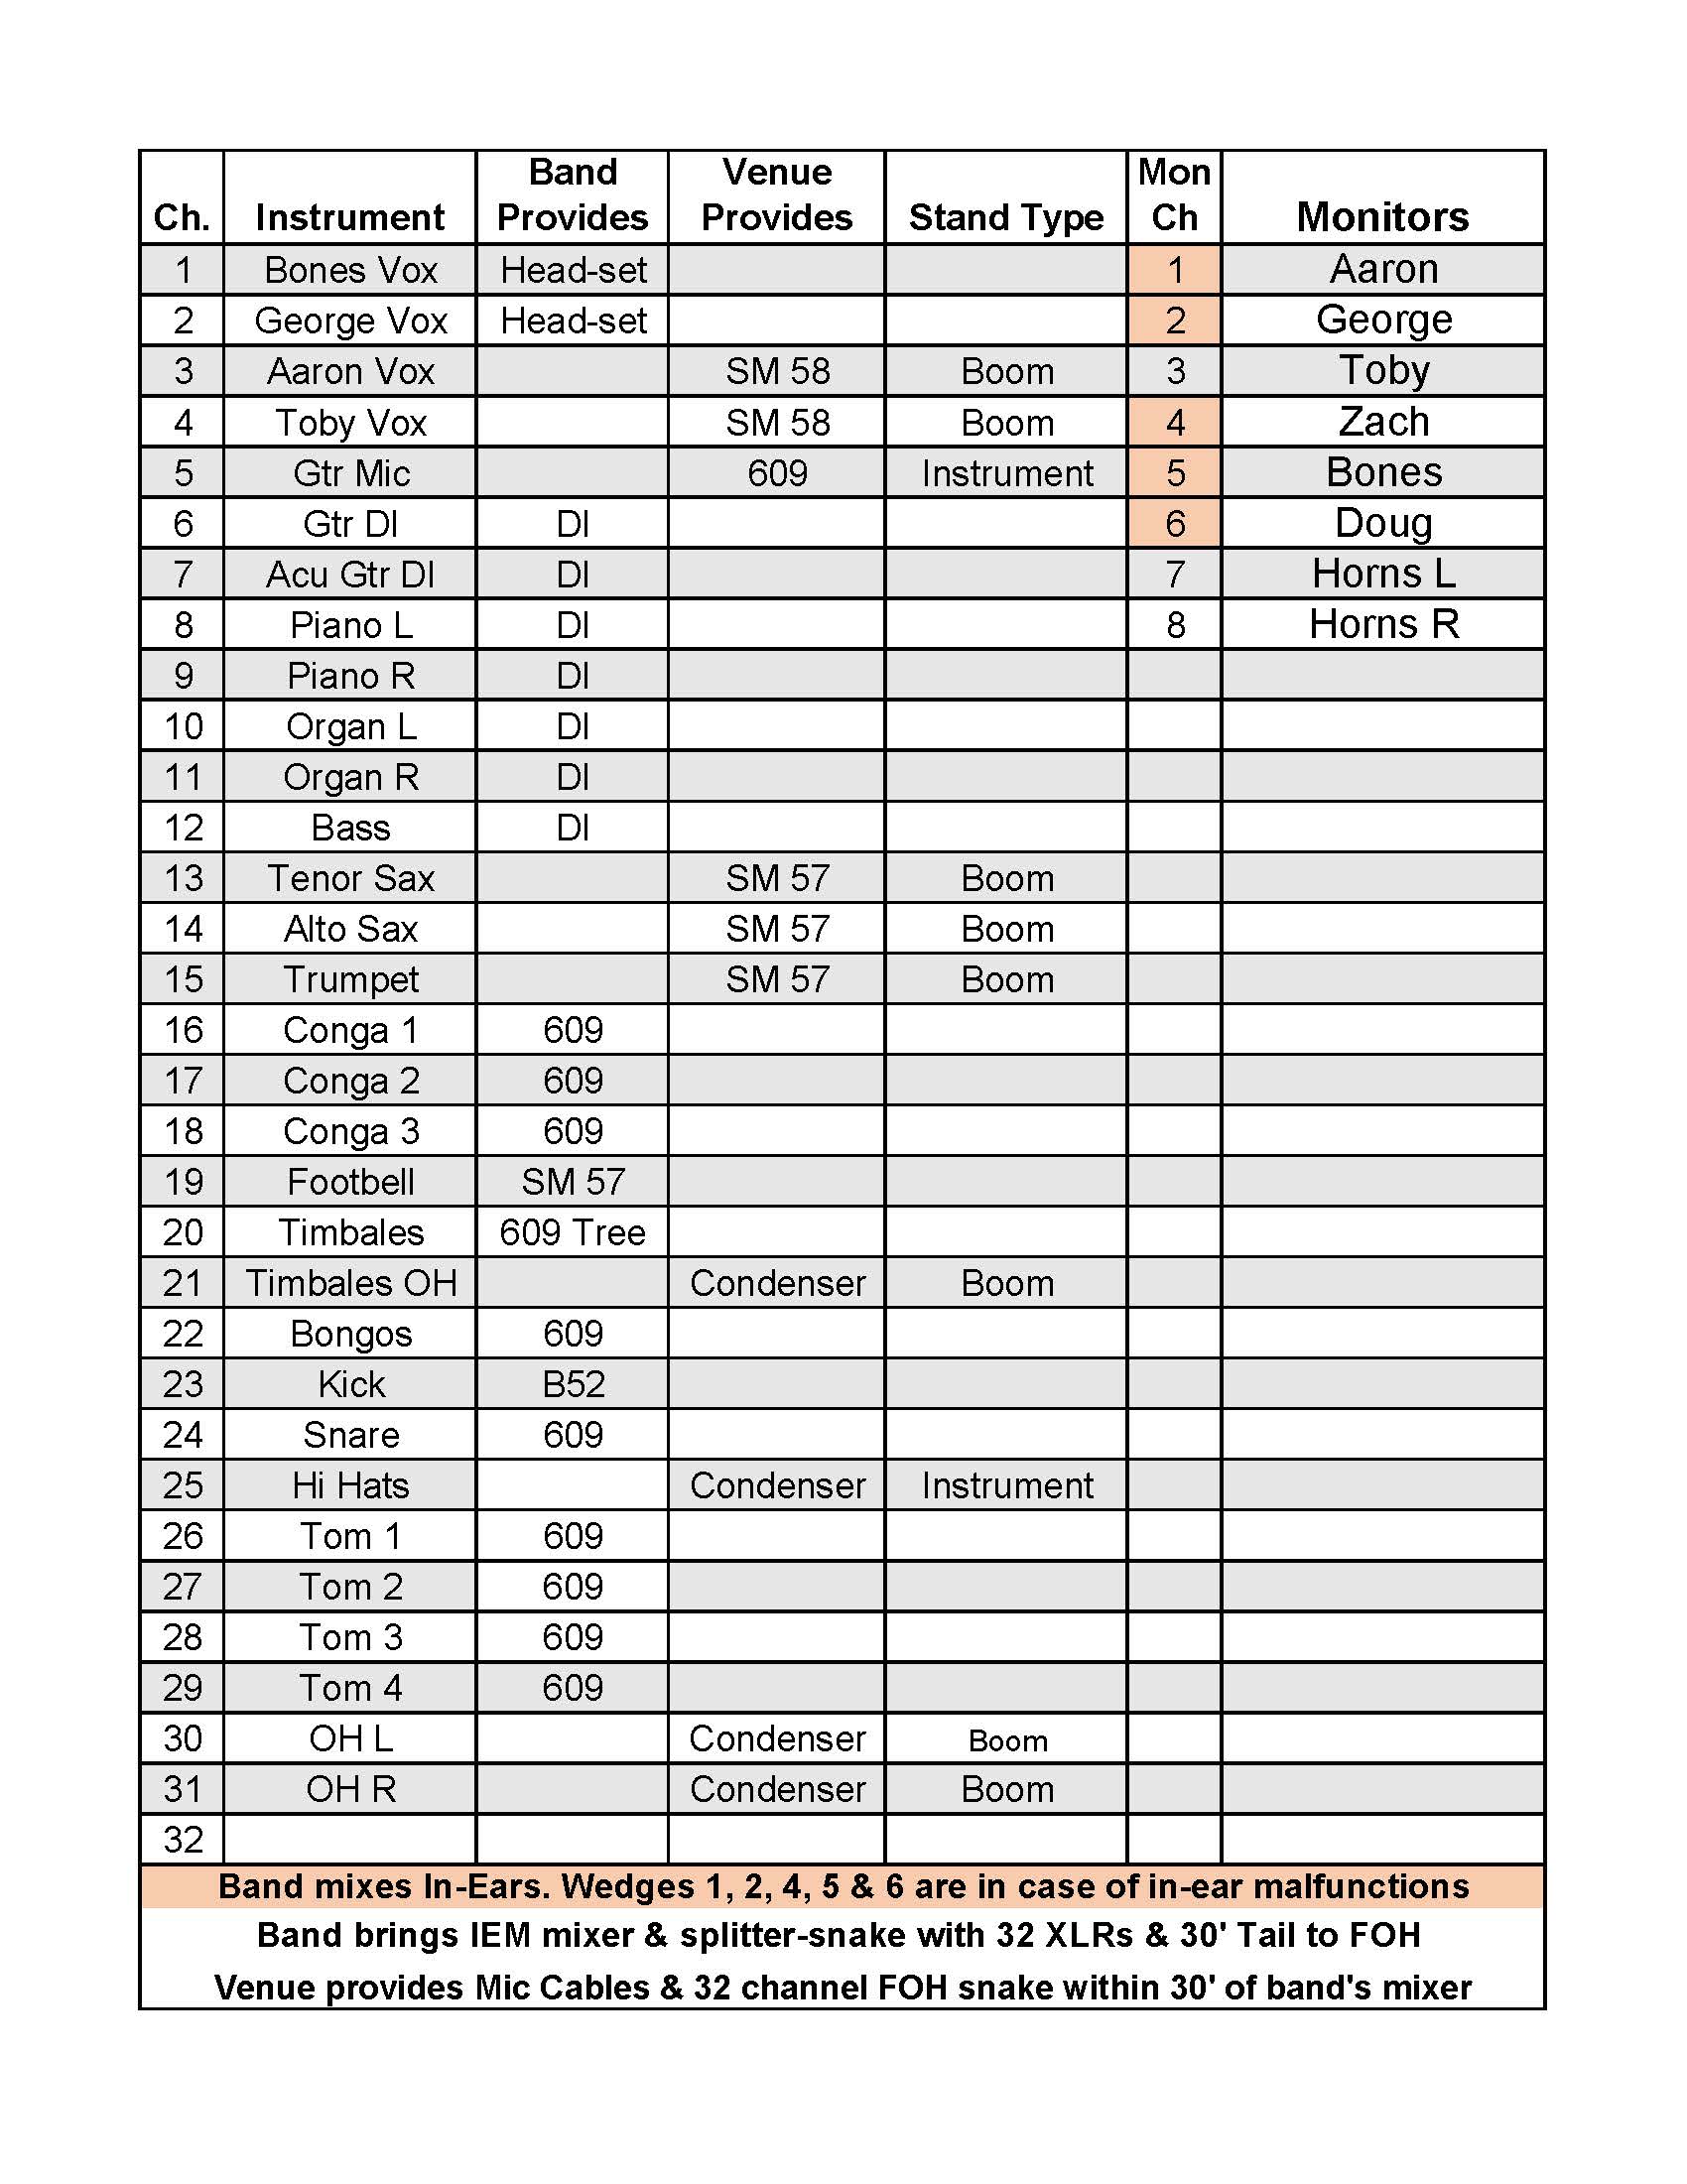 Ch. Instrument Band Provides Venue Provides Stand Type Mon Ch Monitors
1 Bones Vox Head-set 1 Aaron
2 George Vox Head-set 2 George
3 Aaron Vox SM 58 Boom 3 Toby
4 Toby Vox SM 58 Boom 4 Zach
5 Gtr Mic 609 Instrument 5 Bones
6 Gtr DI DI 6 Doug
7 Acu Gtr DI DI 7 Horns L
8 Piano L DI 8 Horns R
9 Piano R DI
10 Organ L DI
11 Organ R DI
12 Bass DI
13 Tenor Sax SM 57 Boom
14 Alto Sax SM 57 Boom
15 Trumpet SM 57 Boom
16 Conga 1 609
17 Conga 2 609
18 Conga 3 609
19 Footbell SM 57
20 Timbales 609 Tree
21 Timbales OH Condenser Boom
22 Bongos 609
23 Kick B52
24 Snare 609
25 Hi Hats Condenser Instrument
26 Tom 1 609
27 Tom 2 609
28 Tom 3 609
29 Tom 4 609
30 OH L Condenser Boom
31 OH R Condenser Boom
32
Band mixes In-Ears. Wedges 1, 2, 4, 5 & 6 are in case of in-ear malfunctions
Band brings IEM mixer & splitter-snake with 32 XLRs & 30' Tail to FOH
Venue provides Mic Cables & 32 channel FOH snake within 30' of band's mixer